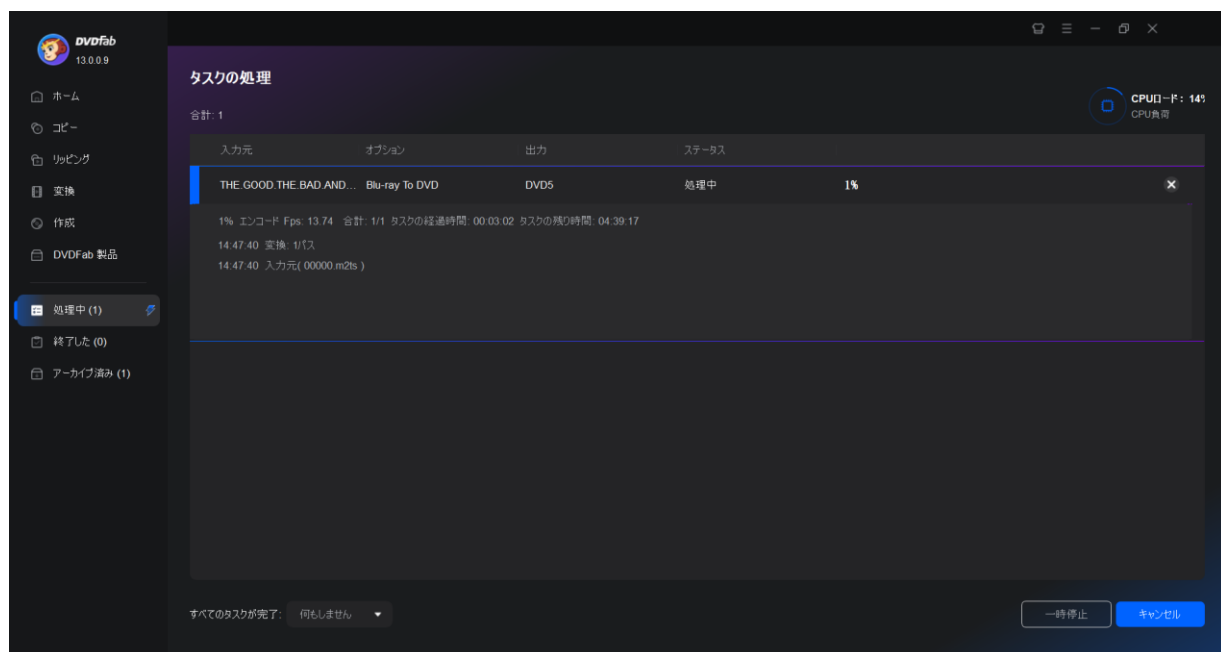 DVDfab
13.0.0.9
ホーム
コピー
リッピング
変換
作成
DVDFab 製品
処理中 (1)
終了した (0)
アーカイブ済み (1)
タスクの処理
合計: 1
CPUロード: 14%
CPU負荷
入力元 オプション 出力 ステータス
THE.GOOD.THE.BAD.AND... Blu-ray To DVD DVD5 処理中 1%
1% エンコード Fps: 13.74 合計: 1/1 タスクの経過時間: 00:03:02 タスクの残り時間: 04:39:17
14:47:40 変換: 1/パス
14:47:40 入力元( 00000.m2ts )
すべてのタスクが完了: 何もしません
一時停止 キャンセル